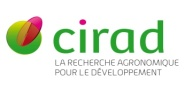 cirad
LA RECHERCHE AGRONOMIQUE
POUR LE DÉVELOPPEMENT